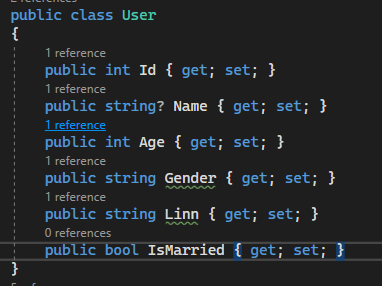 2 references
public class User
{
1 reference
public int Id { get; set; }
1 reference
public string? Name { get; set; }
1 reference
public int Age { get; set; }
1 reference
public string Gender { get; set; }
1 reference
public string Linn { get; set; }
0 references
public bool IsMarried { get; set; }
}